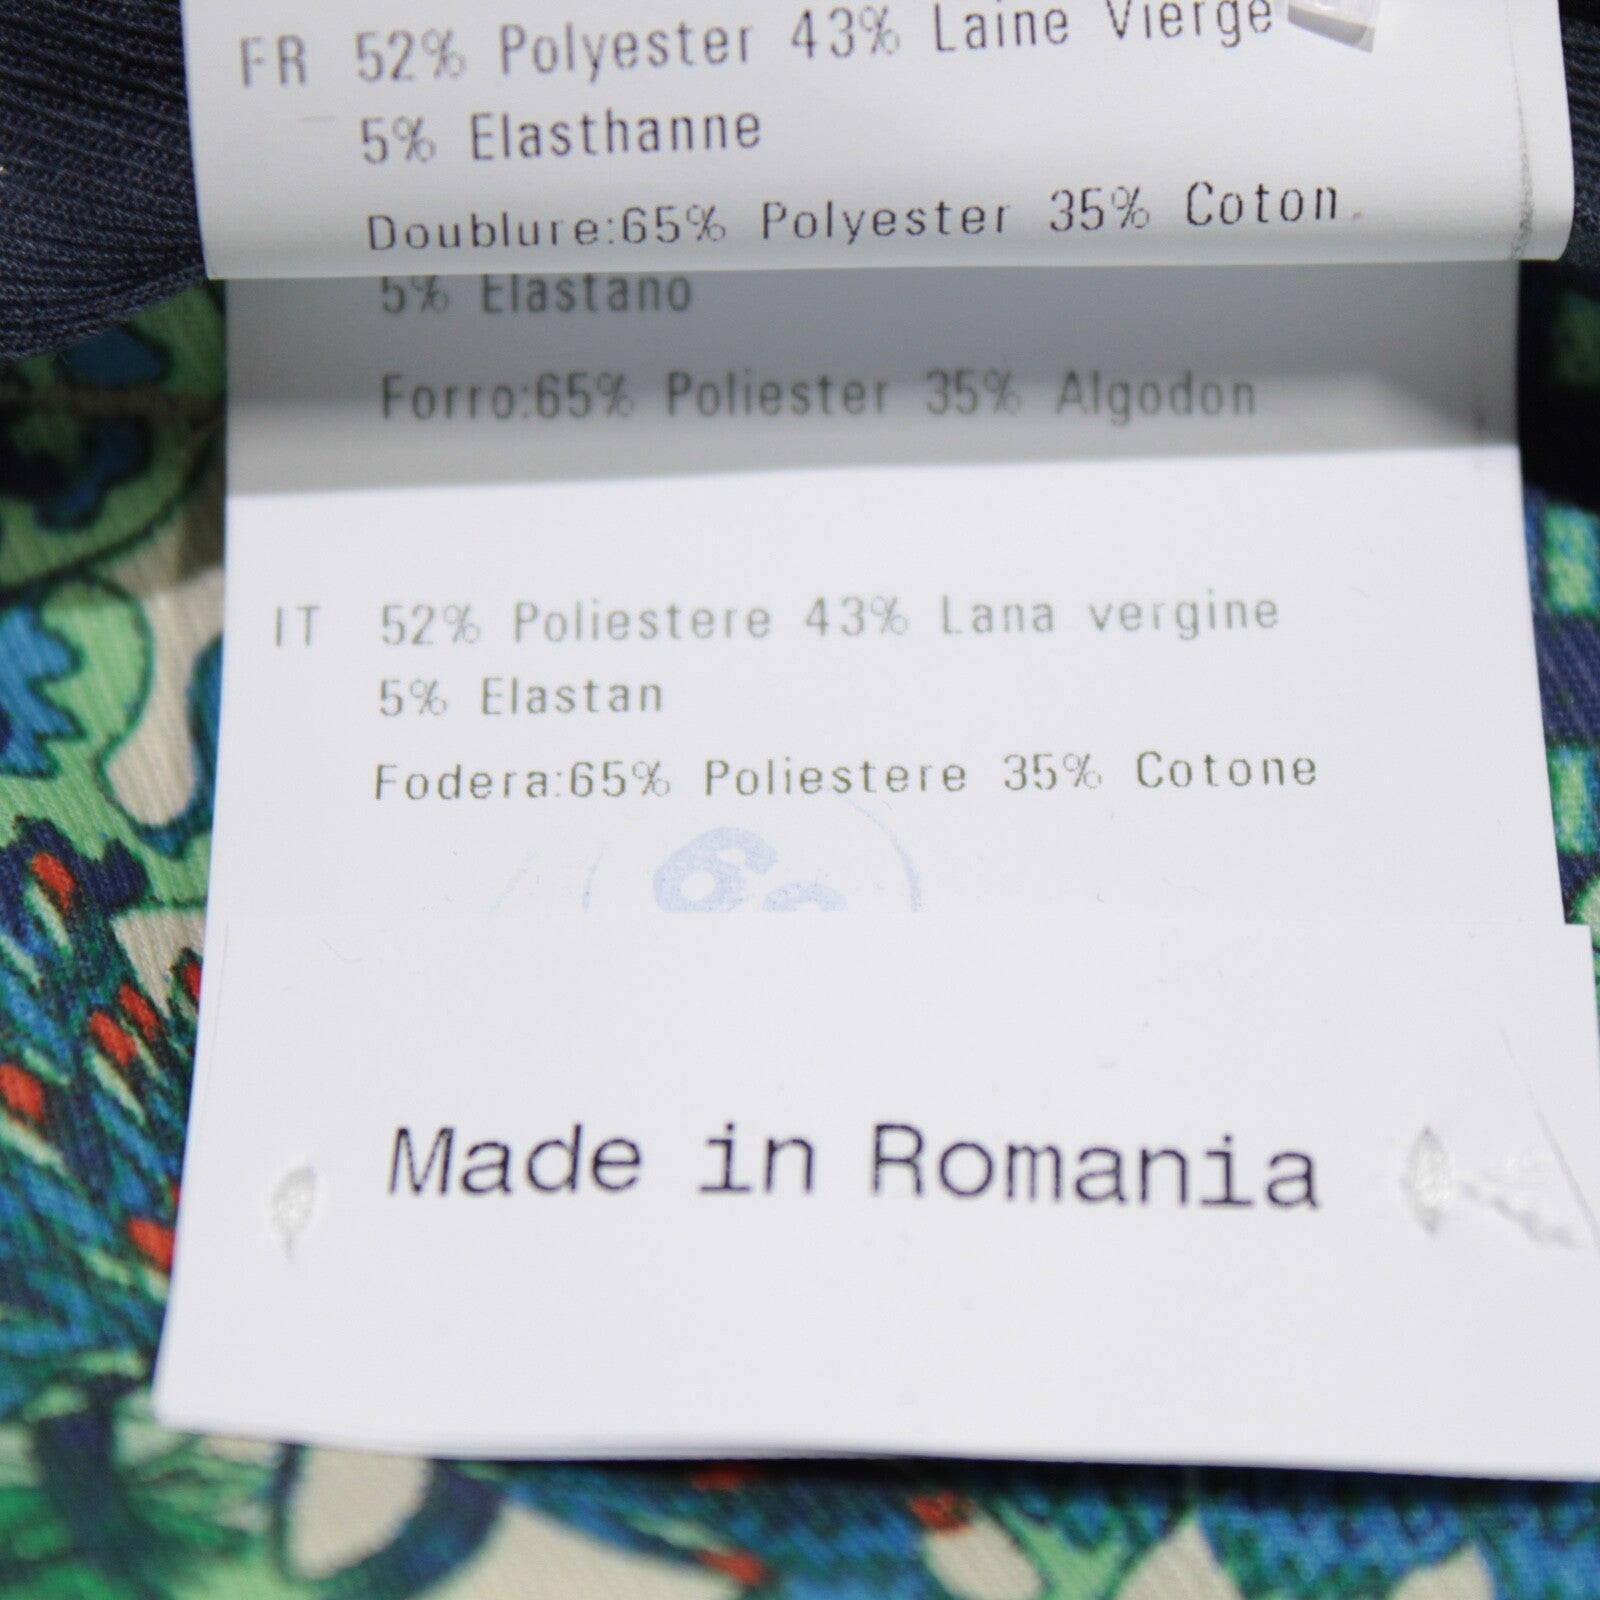 FR 52% Polyester 43% Laine Vierge
5% Elasthanne
Doublure:65% Polyester 35% Coton
5% Elastano
Forro:65% Poliester 35% Algodon
IT 52% Poliestere 43% Lana vergine
5% Elastan
Fodera:65% Poliestere 35% Cotone
Made in Romania